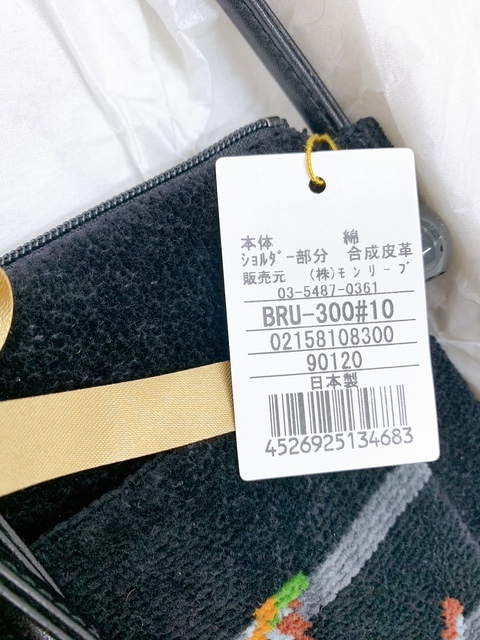 本体 綿
ｼｮﾙﾀﾞｰ部分 合成皮革
販売元 (株)モンリーブ
03-5487-0361
BRU-300#10
02158108300
90120
日本製
4526925134683